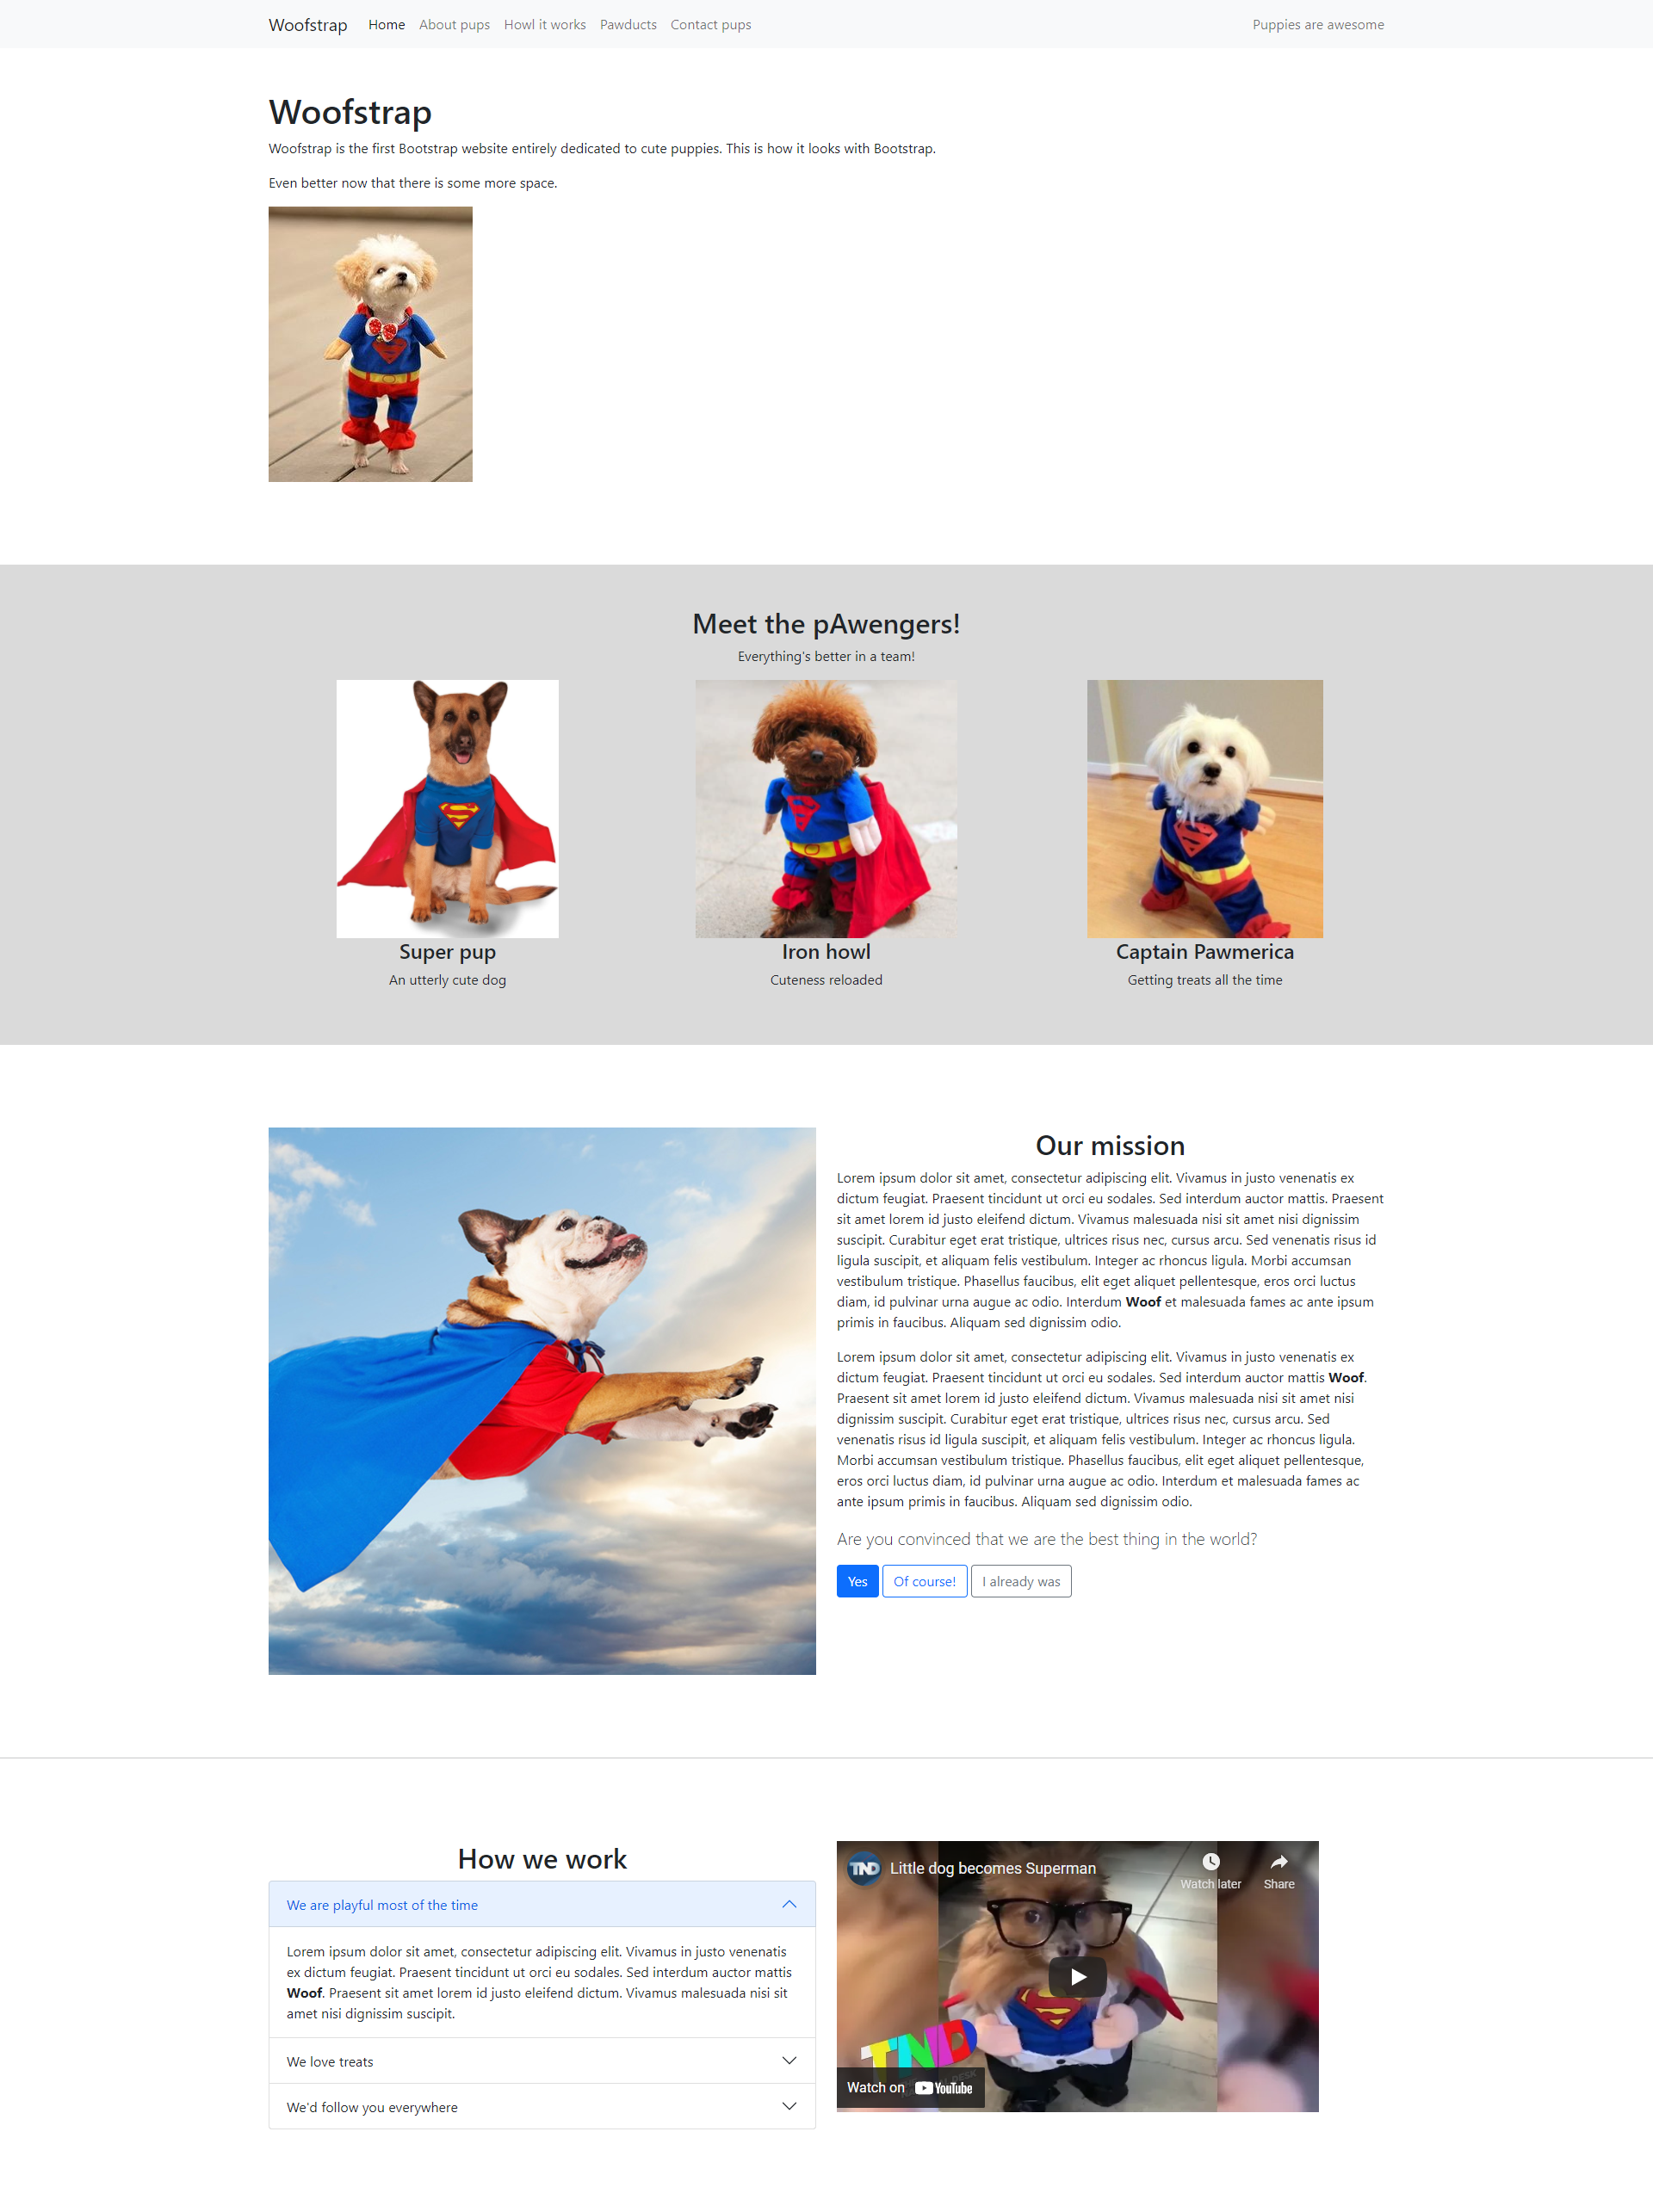 Woofstrap Home About pups Howl it works Pawducts Contact pups Puppies are awesome
Woofstrap
Woofstrap is the first Bootstrap website entirely dedicated to cute puppies. This is how it looks with Bootstrap.
Even better now that there is some more space.
Meet the pAwengers!
Everything's better in a team!
Super pup
An utterly cute dog
Iron howl
Cuteness reloaded
Captain Pawmerica
Getting treats all the time
Our mission
Lorem ipsum dolor sit amet, consectetur adipiscing elit. Vivamus in justo venenatis ex
dictum feugiat. Praesent tincidunt ut orci eu sodales. Sed interdum auctor mattis. Praesent
sit amet lorem id justo eleifend dictum. Vivamus malesuada nisi sit amet nisi dignissim
suscipit. Curabitur eget erat tristique, ultrices risus nec, cursus arcu. Sed venenatis risus id
ligula suscipit, et aliquam felis vestibulum. Integer ac rhoncus ligula. Morbi accumsan
vestibulum tristique. Phasellus faucibus, elit eget aliquet pellentesque, eros orci luctus
diam, id pulvinar urna augue ac odio. Interdum Woof et malesuada fames ac ante ipsum
primis in faucibus. Aliquam sed dignissim odio.
Lorem ipsum dolor sit amet, consectetur adipiscing elit. Vivamus in justo venenatis ex
dictum feugiat. Praesent tincidunt ut orci eu sodales. Sed interdum auctor mattis Woof.
Praesent sit amet lorem id justo eleifend dictum. Vivamus malesuada nisi sit amet nisi
dignissim suscipit. Curabitur eget erat tristique, ultrices risus nec, cursus arcu. Sed
venenatis risus id ligula suscipit, et aliquam felis vestibulum. Integer ac rhoncus ligula.
Morbi accumsan vestibulum tristique. Phasellus faucibus, elit eget aliquet pellentesque,
eros orci luctus diam, id pulvinar urna augue ac odio. Interdum et malesuada fames ac
ante ipsum primis in faucibus. Aliquam sed dignissim odio.
Are you convinced that we are the best thing in the world?
Yes Of course! I already was
How we work
We are playful most of the time
Lorem ipsum dolor sit amet, consectetur adipiscing elit. Vivamus in justo venenatis
ex dictum feugiat. Praesent tincidunt ut orci eu sodales. Sed interdum auctor mattis
Woof. Praesent sit amet lorem id justo eleifend dictum. Vivamus malesuada nisi sit
amet nisi dignissim suscipit.
We love treats
We'd follow you everywhere
TND Little dog becomes Superman
Watch later Share
TND
DESK
Watch on YouTube